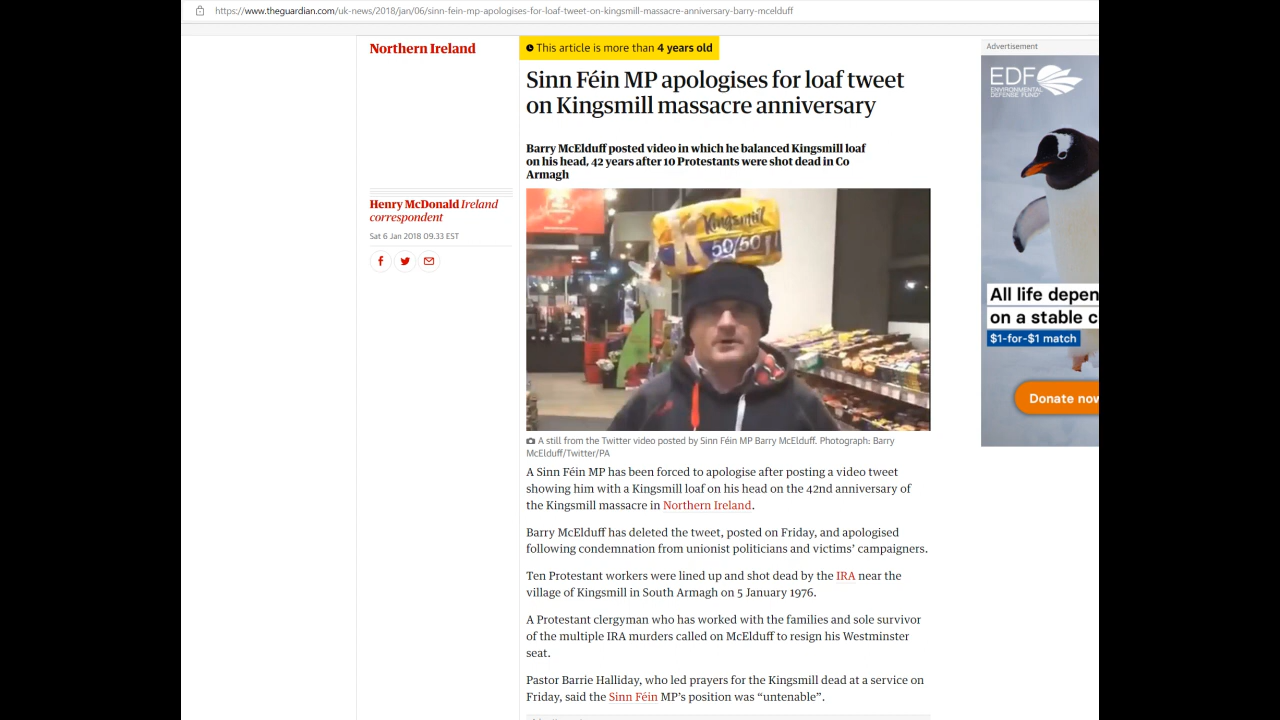 https://www.theguardian.com/uk-news/2018/jan/06/sinn-fein-mp-apologises-for-loaf-tweet-on-kingsmill-massacre-anniversary-barry-mcelduff
Northern Ireland
This article is more than 4 years old
Sinn Féin MP apologises for loaf tweet
on Kingsmill massacre anniversary
Barry McElduff posted video in which he balanced Kingsmill loaf
on his head, 42 years after 10 Protestants were shot dead in Co
Armagh
Henry McDonald Ireland
correspondent
Sat 6 Jan 2018 09.33 EST
Kingsmill
50/50
A still from the Twitter video posted by Sinn Féin MP Barry McElduff. Photograph: Barry
McElduff/Twitter/PA
A Sinn Féin MP has been forced to apologise after posting a video tweet
showing him with a Kingsmill loaf on his head on the 42nd anniversary of
the Kingsmill massacre in Northern Ireland.
Barry McElduff has deleted the tweet, posted on Friday, and apologised
following condemnation from unionist politicians and victims’ campaigners.
Ten Protestant workers were lined up and shot dead by the IRA near the
village of Kingsmill in South Armagh on 5 January 1976.
A Protestant clergyman who has worked with the families and sole survivor
of the multiple IRA murders called on McElduff to resign his Westminster
seat.
Pastor Barrie Halliday, who led prayers for the Kingsmill dead at a service on
Friday, said the Sinn Féin MP’s position was “untenable”.
Advertisement
EDF
ENVIRONMENTAL
DEFENSE FUND
All life depen
on a stable c
$1-for-$1 match
Donate now